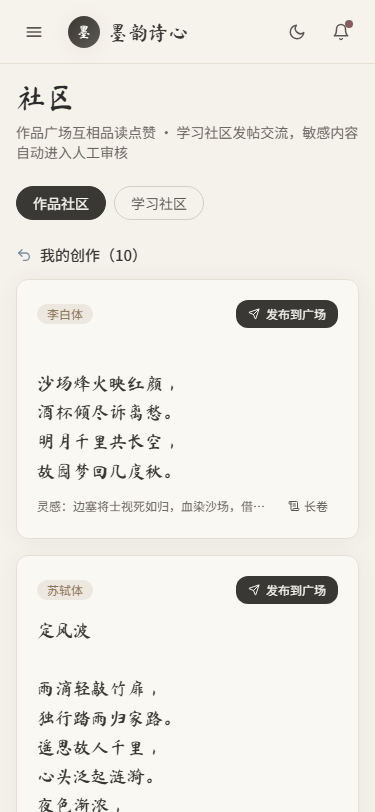 墨 墨韵诗心
社区
作品广场互相品读点赞 · 学习社区发帖交流，敏感内容
自动进入人工审核
作品社区 学习社区
我的创作（10）
李白体 发布到广场
沙场烽火映红颜，
酒杯倾尽诉离愁。
明月千里共长空，
故园梦回几度秋。
灵感：边塞将士视死如归，血染沙场，借… 长卷
苏轼体 发布到广场
定风波
雨滴轻敲竹扉，
独行踏雨归家路。
遥思故人千里，
心头泛起涟漪。
夜色渐浓，